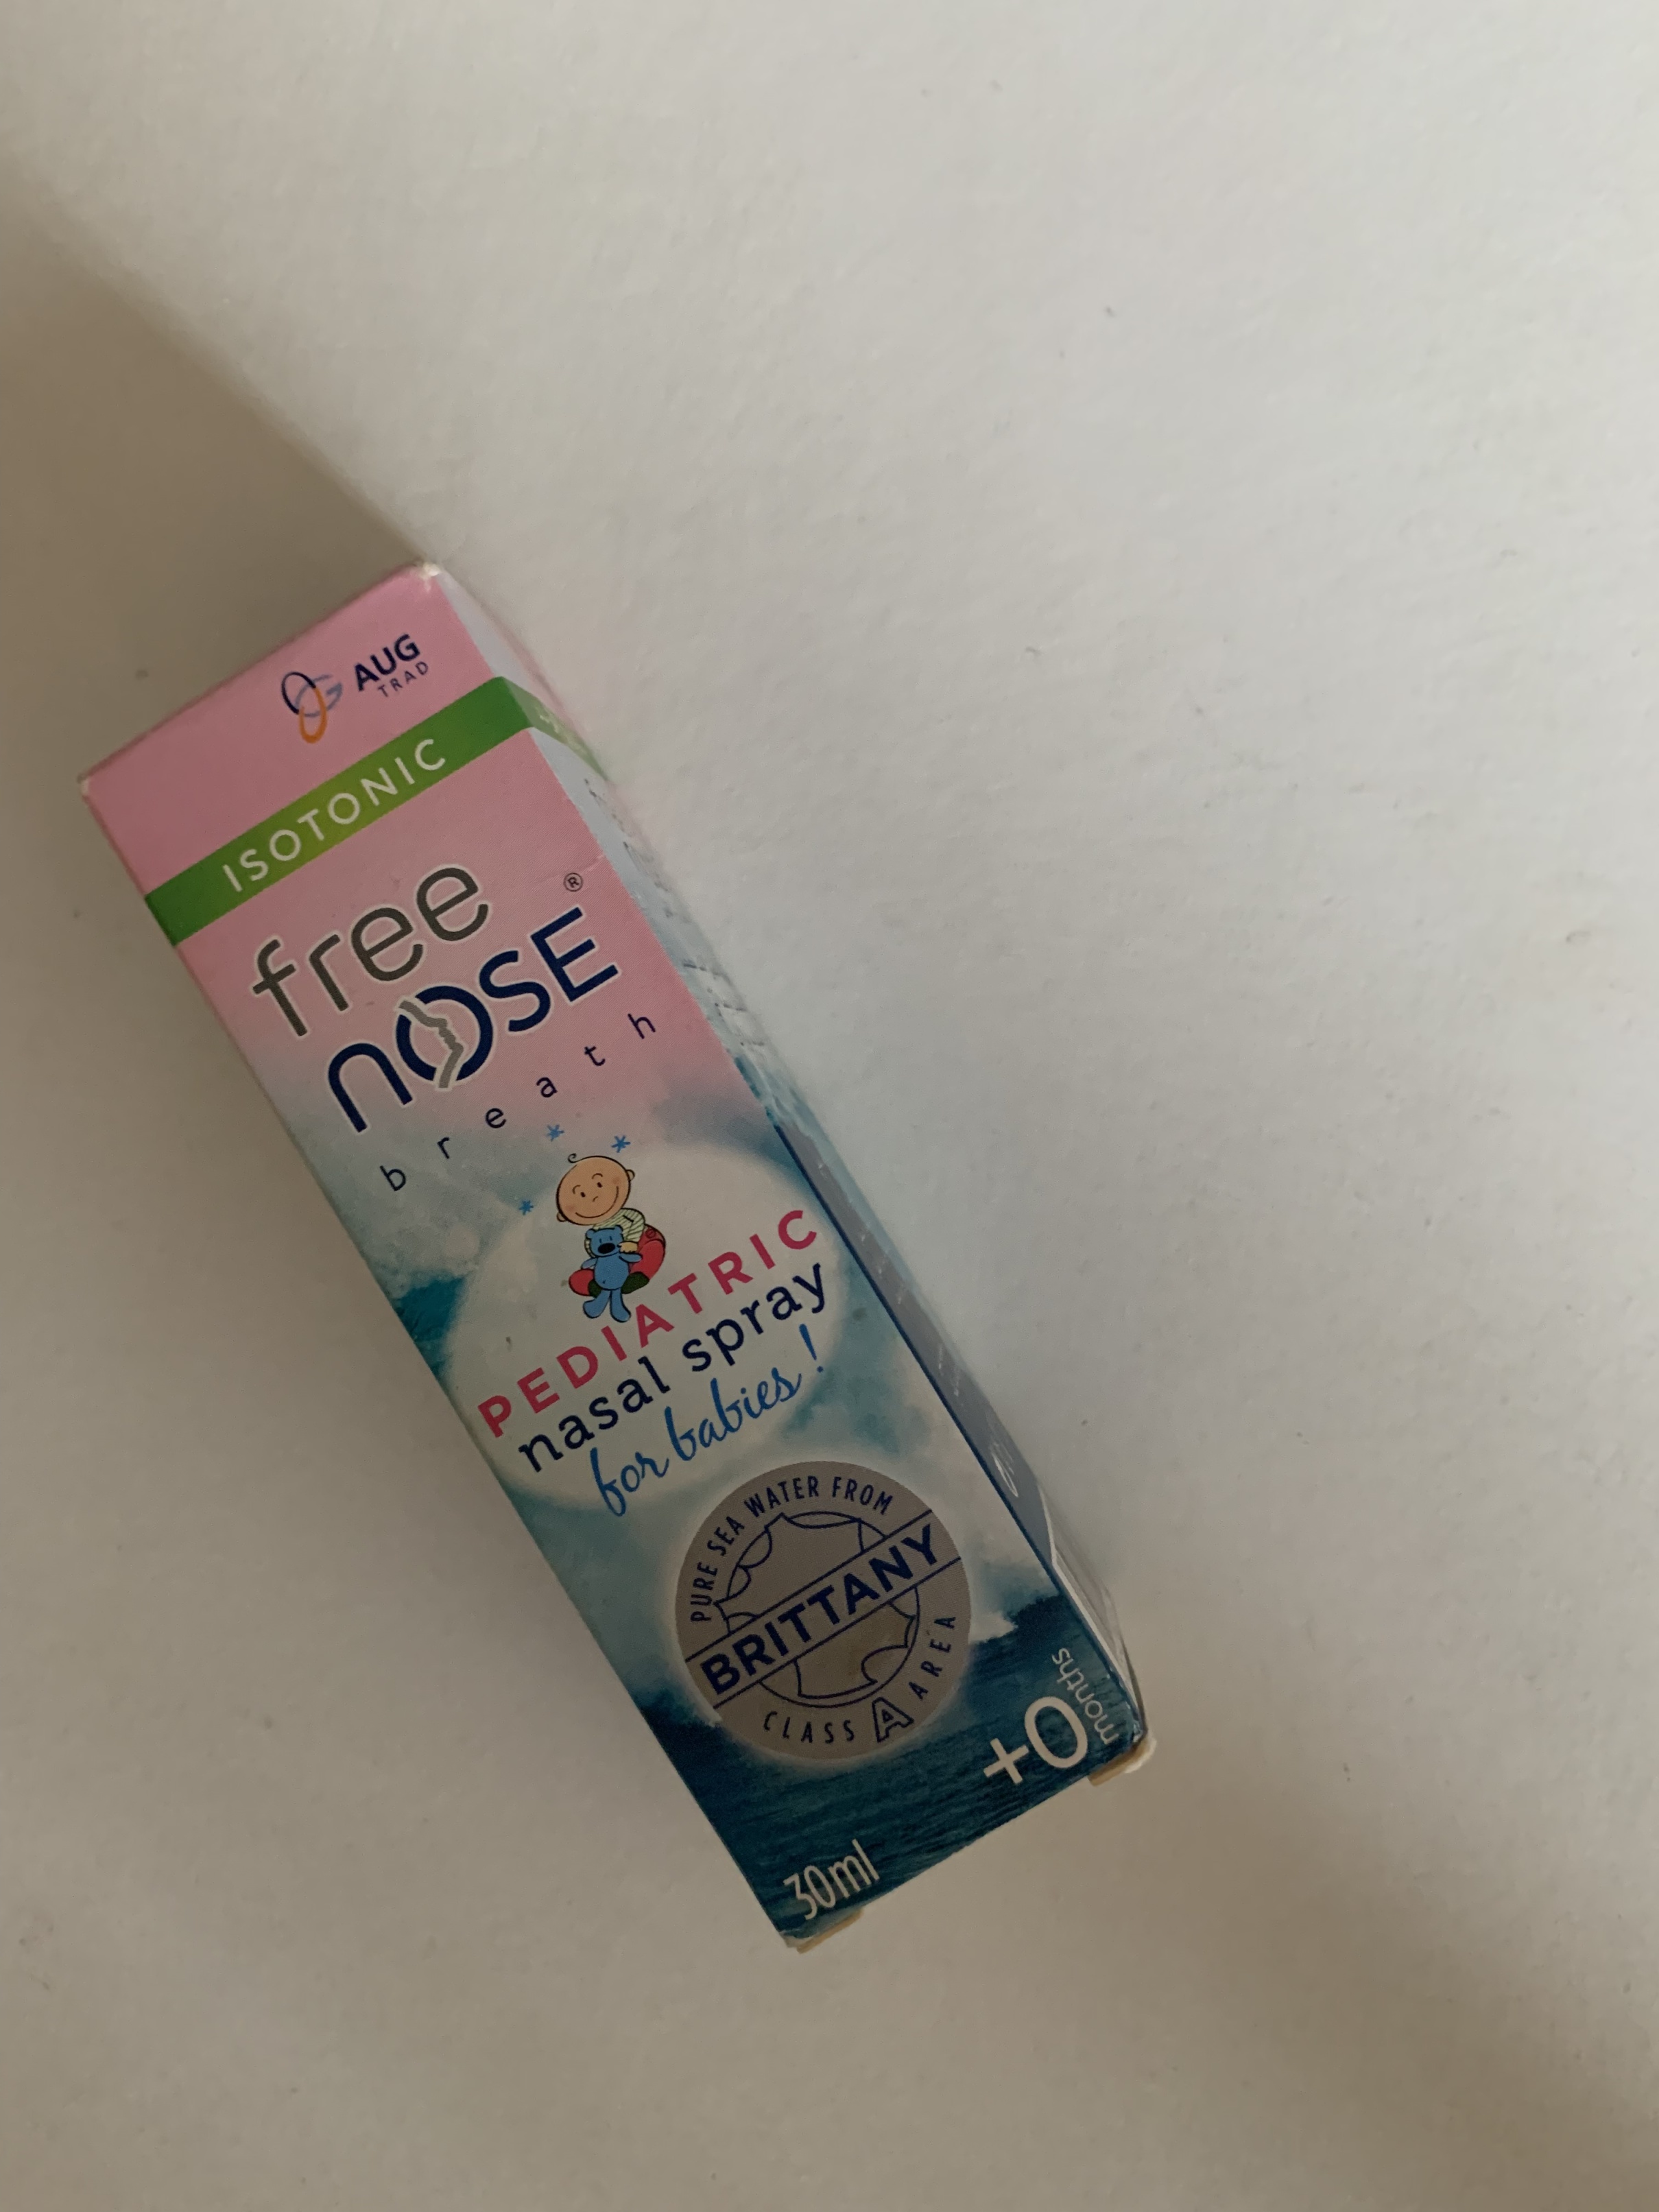 AUG
TRAD
ISOTONIC
free
nOSE®
breath
PEDIATRIC
nasal spray
for babies!
PURE SEA WATER FROM
BRITTANY
CLASS A AREA
+0
months
30ml